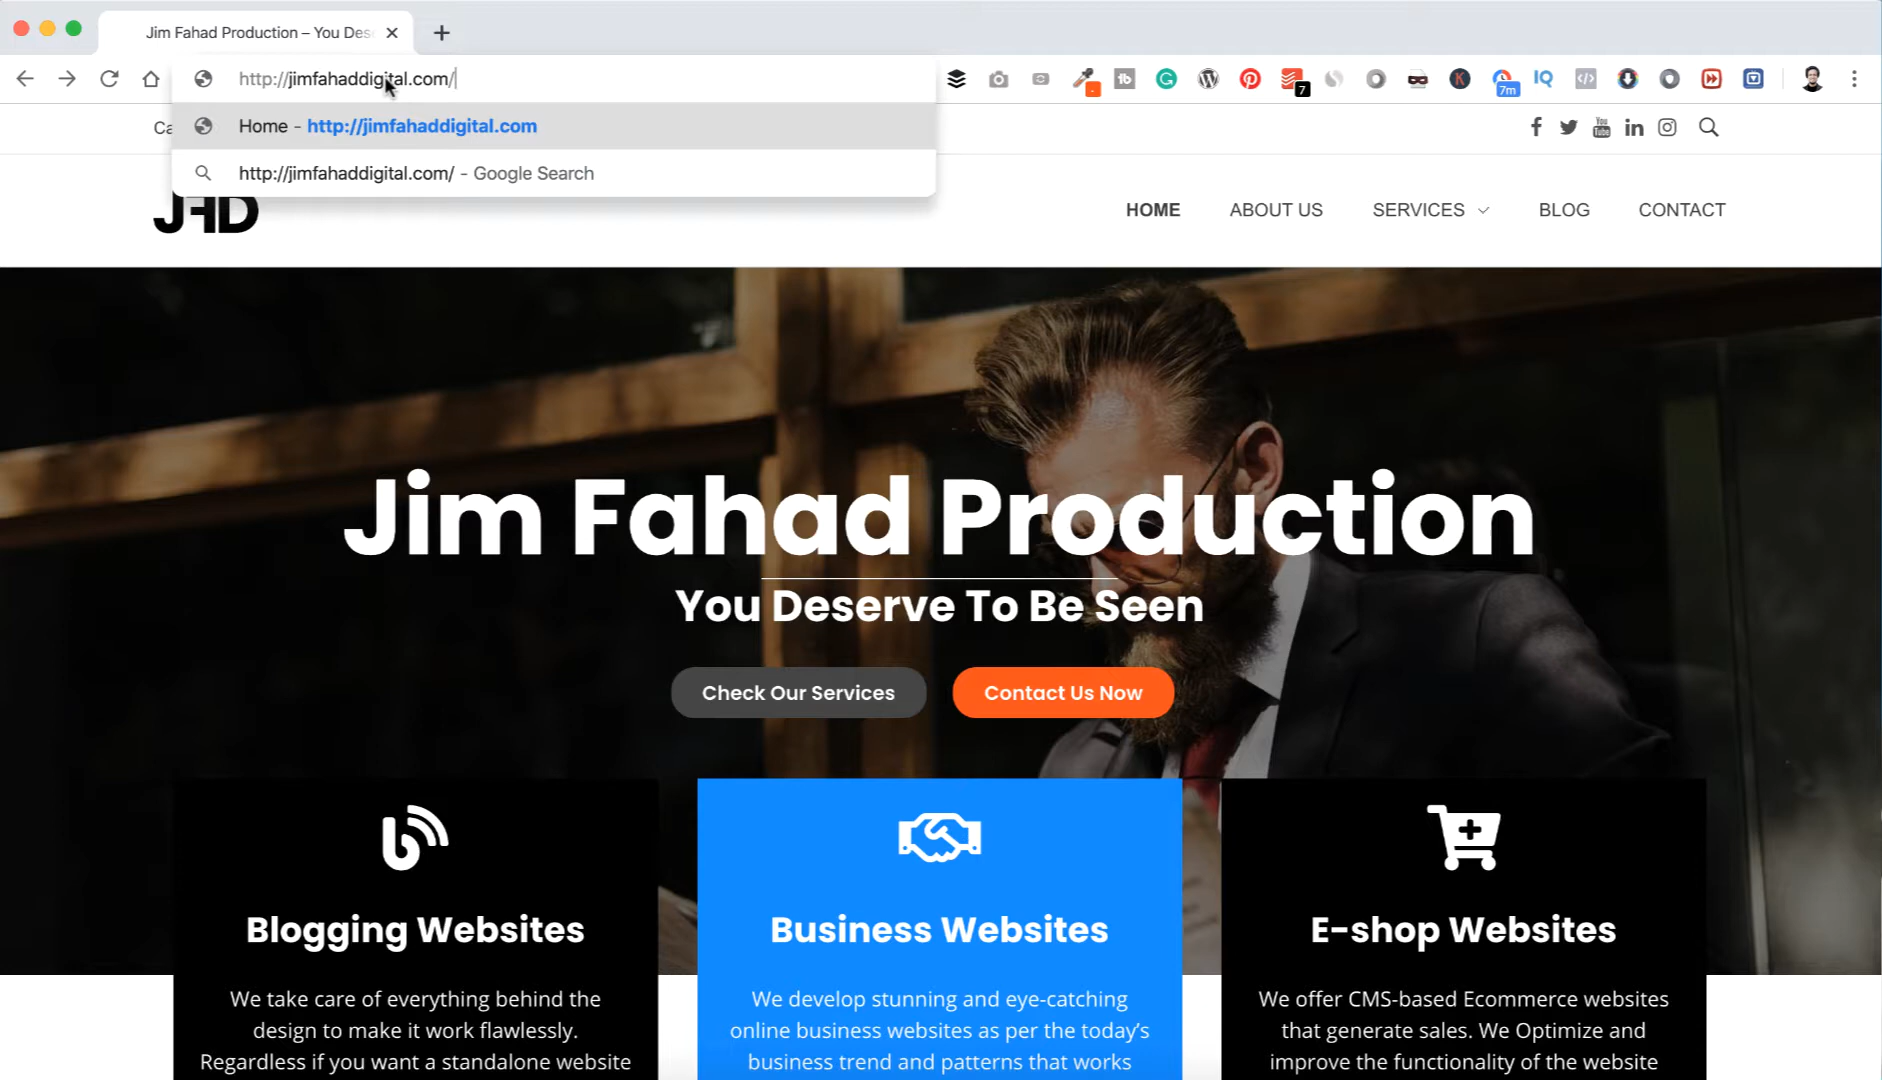 Jim Fahad Production – You Des
http://jimfahaddigital.com/
7
7m
Home - http://jimfahaddigital.com
http://jimfahaddigital.com/ - Google Search
Ca
You
Tube
JFD
HOME
ABOUT US
SERVICES
BLOG
CONTACT
Jim Fahad Production
You Deserve To Be Seen
Check Our Services
Contact Us Now
Blogging Websites
We take care of everything behind the
design to make it work flawlessly.
Regardless if you want a standalone website
Business Websites
We develop stunning and eye-catching
online business websites as per the today’s
business trend and patterns that works
E-shop Websites
We offer CMS-based Ecommerce websites
that generate sales. We Optimize and
improve the functionality of the website